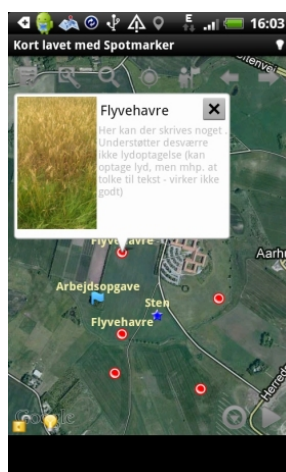 16:03
Kort lavet med Spotmarker
Flyvehavre
Her kan der skrives noget .
Understøtter desværre
ikke lydoptagelse (kan
optage lyd, men mhp. at
tolke til tekst - virker ikke
godt)
Flyvehavre
Arbejdsopgave
Sten
Flyvehavre
Aarh
Google